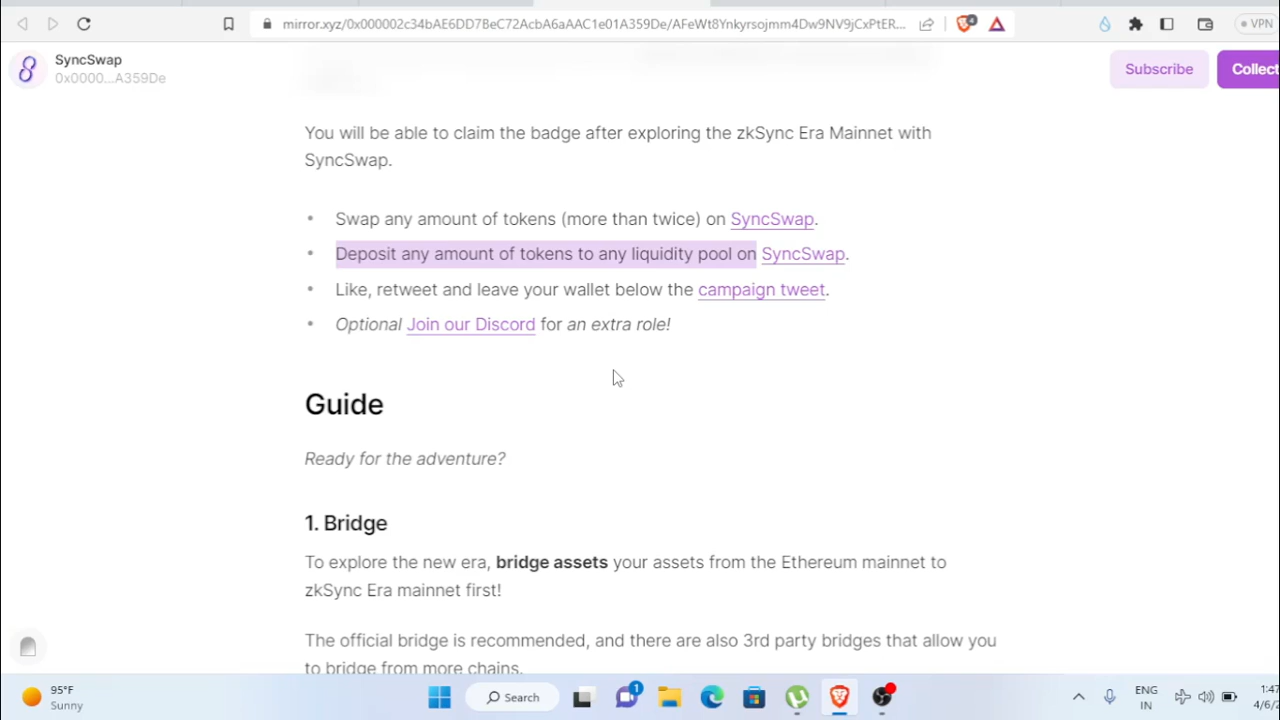 mirror.xyz/0x000002c34bAE6DD7BeC72AcbA6aAAC1e01A359De/AFeWt8Ynkyrsojmm4Dw9NV9jCxPtER...
4
VPN
SyncSwap
0x0000...A359De
Subscribe
Collect
You will be able to claim the badge after exploring the zkSync Era Mainnet with
SyncSwap.
• Swap any amount of tokens (more than twice) on SyncSwap.
• Deposit any amount of tokens to any liquidity pool on SyncSwap.
• Like, retweet and leave your wallet below the campaign tweet.
• Optional Join our Discord for an extra role!
Guide
Ready for the adventure?
1. Bridge
To explore the new era, bridge assets your assets from the Ethereum mainnet to
zkSync Era mainnet first!
The official bridge is recommended, and there are also 3rd party bridges that allow you
to bridge from more chains.
95°F
Sunny
Search
1
ENG
IN
1:47
4/6/2